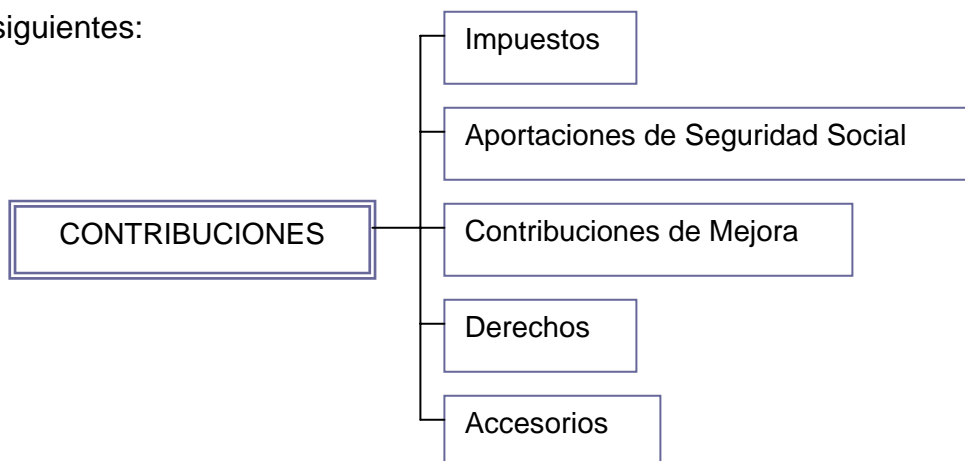 siguientes:
Impuestos
Aportaciones de Seguridad Social
CONTRIBUCIONES
Contribuciones de Mejora
Derechos
Accesorios